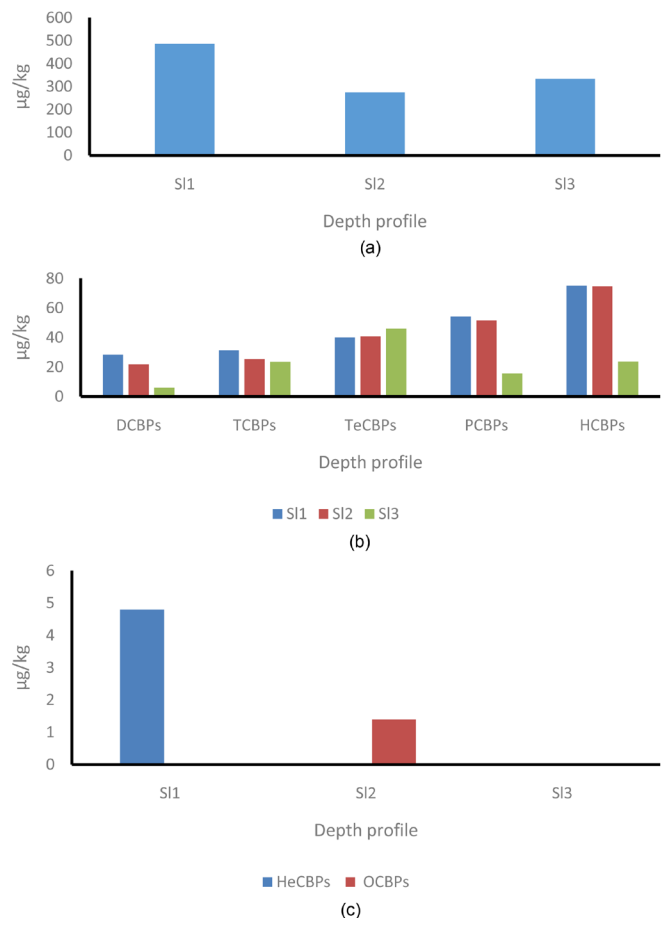 600
500
400
300
200
100
0
µg/kg
Sl1 Sl2 Sl3
Depth profile
(a)
80
60
40
20
0
µg/kg
DCBPs TCBPs TeCBPs PCBPs HCBPs
Depth profile
Sl1 Sl2 Sl3
(b)
6
5
4
3
2
1
0
µg/kg
Sl1 Sl2 Sl3
Depth profile
HeCBPs OCBPs
(c)